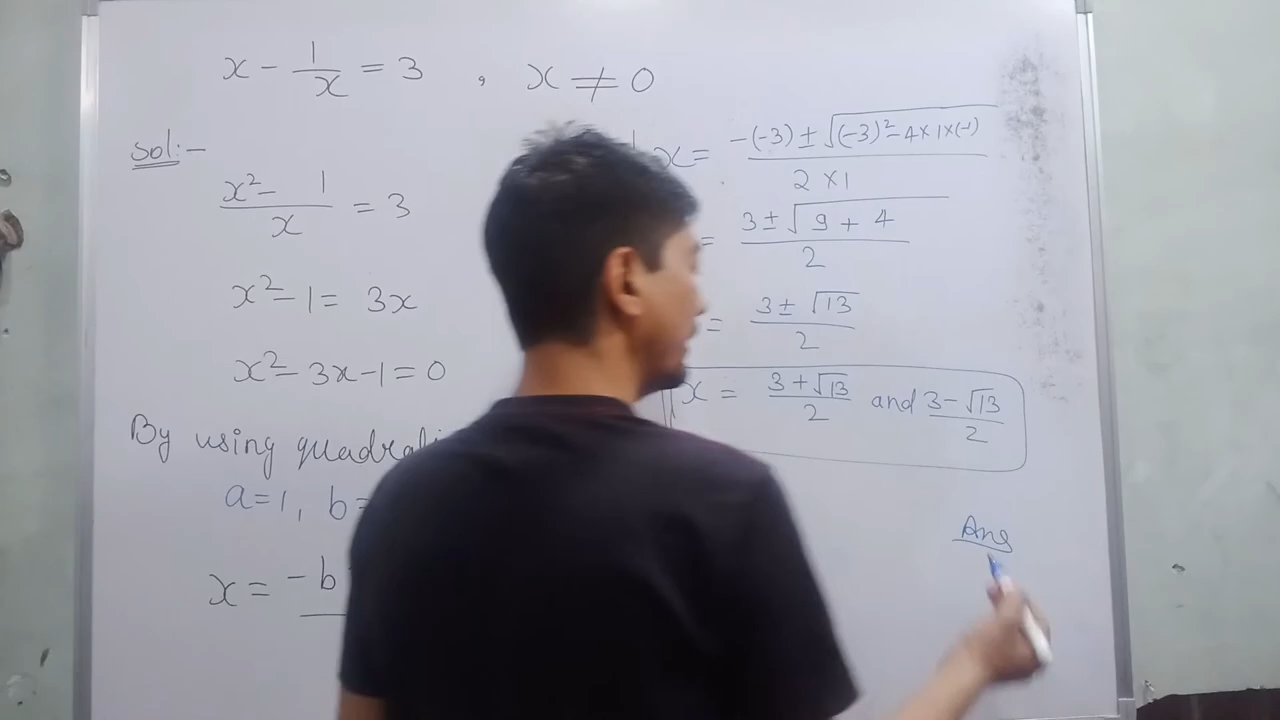 x - 1/x = 3 , x ≠ 0
Sol:-
(x² - 1)/x = 3
x² - 1 = 3x
x² - 3x - 1 = 0
By using
a = 1, b =
x = -b
x = (-(-3) ± √((-3)² - 4 × 1 × (-1)))/(2 × 1)
= (3 ± √(9 + 4))/2
= (3 ± √13)/2
x = (3 + √13)/2 and (3 - √13)/2
Ans